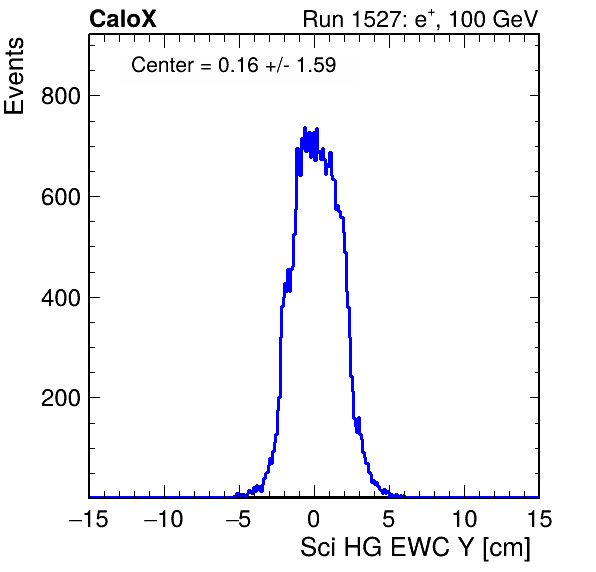 CaloX Run 1527: e⁺, 100 GeV
Center = 0.16 +/- 1.59
Events
800
600
400
200
−15 −10 −5 0 5 10 15
Sci HG EWC Y [cm]